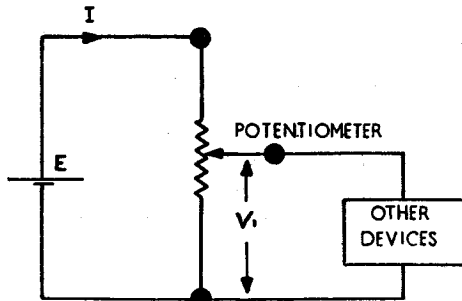 I
POTENTIOMETER
E
V₁
OTHER
DEVICES